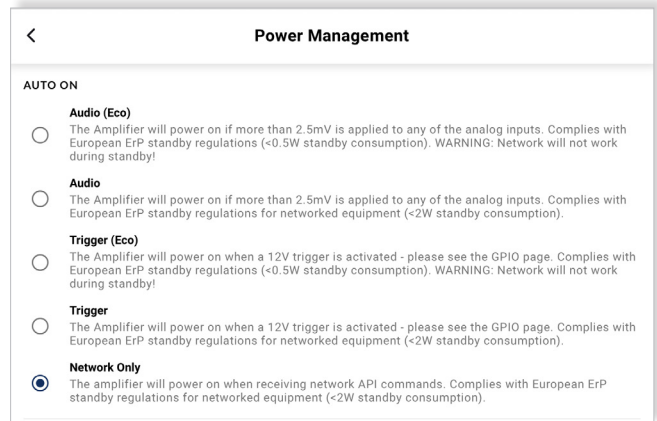 Power Management
AUTO ON
Audio (Eco)
The Amplifier will power on if more than 2.5mV is applied to any of the analog inputs. Complies with
European ErP standby regulations (<0.5W standby consumption). WARNING: Network will not work
during standby!
Audio
The Amplifier will power on if more than 2.5mV is applied to any of the analog inputs. Complies with
European ErP standby regulations for networked equipment (<2W standby consumption).
Trigger (Eco)
The Amplifier will power on when a 12V trigger is activated - please see the GPIO page. Complies with
European ErP standby regulations (<0.5W standby consumption). WARNING: Network will not work
during standby!
Trigger
The Amplifier will power on when a 12V trigger is activated - please see the GPIO page. Complies with
European ErP standby regulations for networked equipment (<2W standby consumption).
Network Only
The amplifier will power on when receiving network API commands. Complies with European ErP
standby regulations for networked equipment (<2W standby consumption).